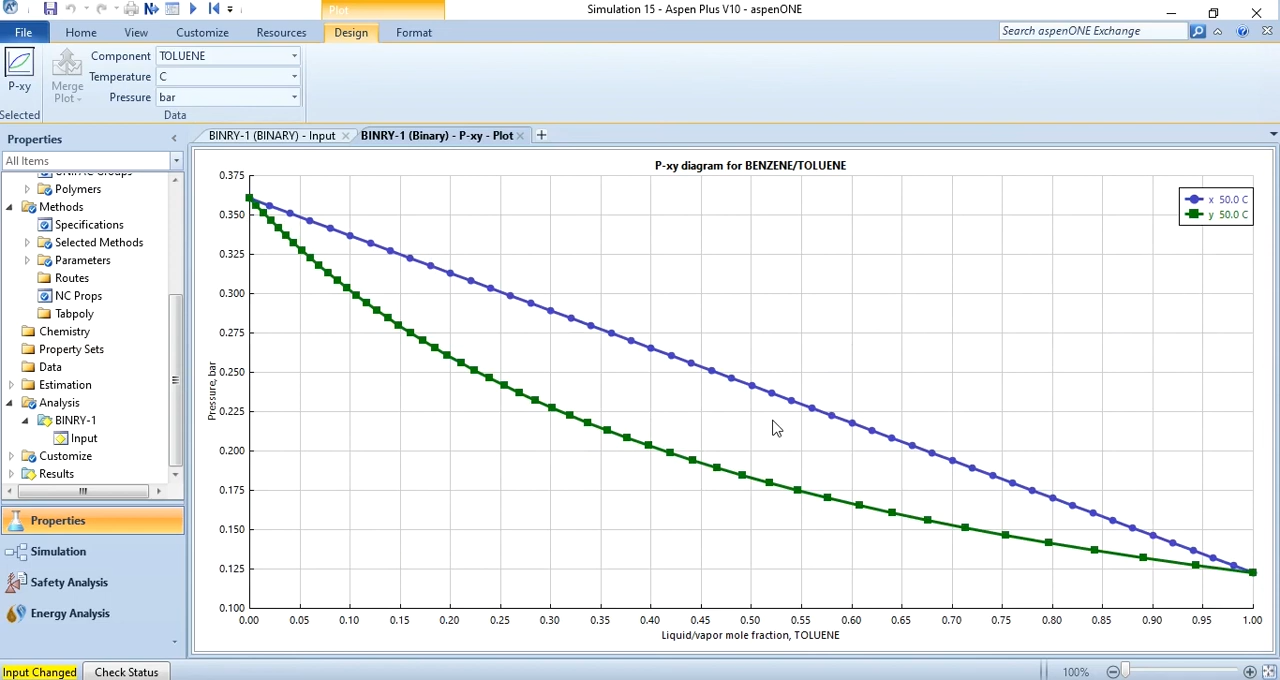 Plot
Simulation 15 - Aspen Plus V10 - aspenONE
File
Home
View
Customize
Resources
Design
Format
Search aspenONE Exchange
P-xy
Selected
Merge
Plot
Component TOLUENE
Temperature C
Pressure bar
Data
Properties
All Items
Polymers
Methods
Specifications
Selected Methods
Parameters
Routes
NC Props
Tabpoly
Chemistry
Property Sets
Data
Estimation
Analysis
BINRY-1
Input
Customize
Results
Properties
Simulation
Safety Analysis
Energy Analysis
BINRY-1 (BINARY) - Input
BINRY-1 (Binary) - P-xy - Plot
P-xy diagram for BENZENE/TOLUENE
x 50.0 C
y 50.0 C
Pressure, bar
0.375
0.350
0.325
0.300
0.275
0.250
0.225
0.200
0.175
0.150
0.125
0.100
0.00 0.05 0.10 0.15 0.20 0.25 0.30 0.35 0.40 0.45 0.50 0.55 0.60 0.65 0.70 0.75 0.80 0.85 0.90 0.95 1.00
Liquid/vapor mole fraction, TOLUENE
Input Changed
Check Status
100%